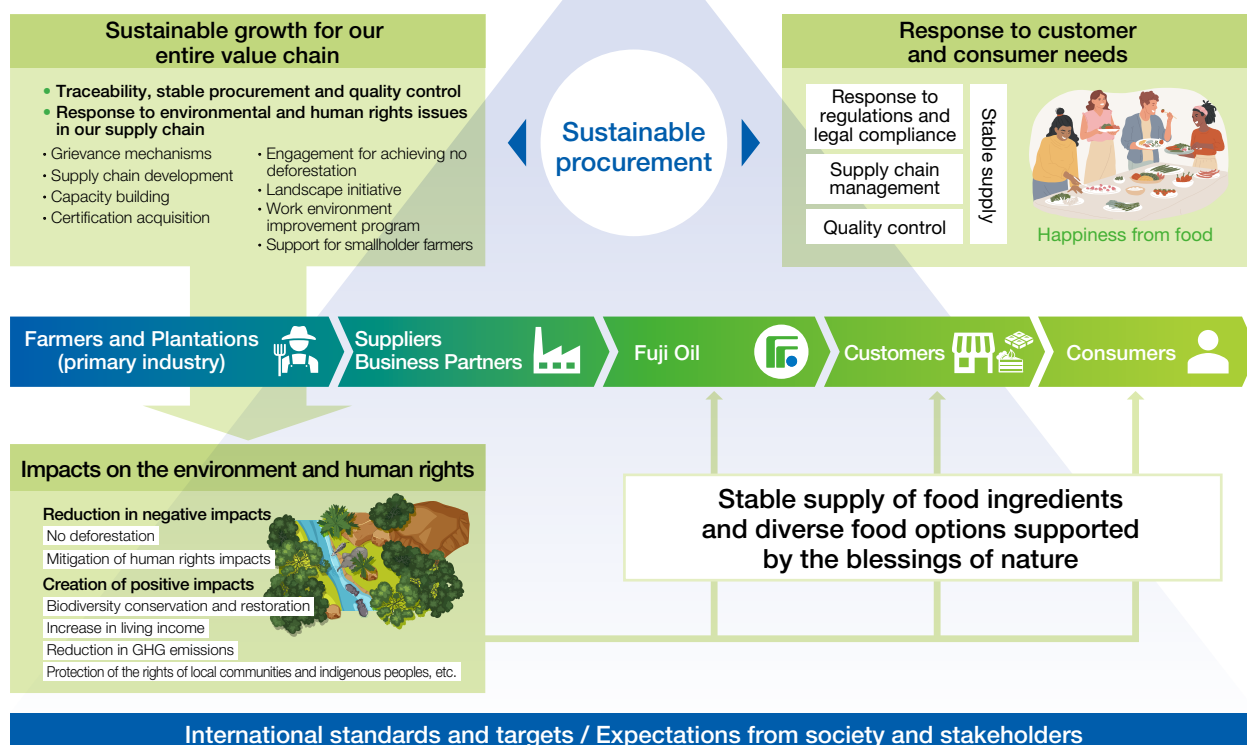 Sustainable growth for our
entire value chain
• Traceability, stable procurement and quality control
• Response to environmental and human rights issues
in our supply chain
・Grievance mechanisms
・Supply chain development
・Capacity building
・Certification acquisition
・Engagement for achieving no
deforestation
・Landscape initiative
・Work environment
improvement program
・Support for smallholder farmers
Sustainable
procurement
Response to customer
and consumer needs
Response to
regulations and
legal compliance
Supply chain
management
Quality control
Stable supply
Happiness from food
Farmers and Plantations
(primary industry)
Suppliers
Business Partners
Fuji Oil
Customers
Consumers
Impacts on the environment and human rights
Reduction in negative impacts
No deforestation
Mitigation of human rights impacts
Creation of positive impacts
Biodiversity conservation and restoration
Increase in living income
Reduction in GHG emissions
Protection of the rights of local communities and indigenous peoples, etc.
Stable supply of food ingredients
and diverse food options supported
by the blessings of nature
International standards and targets / Expectations from society and stakeholders